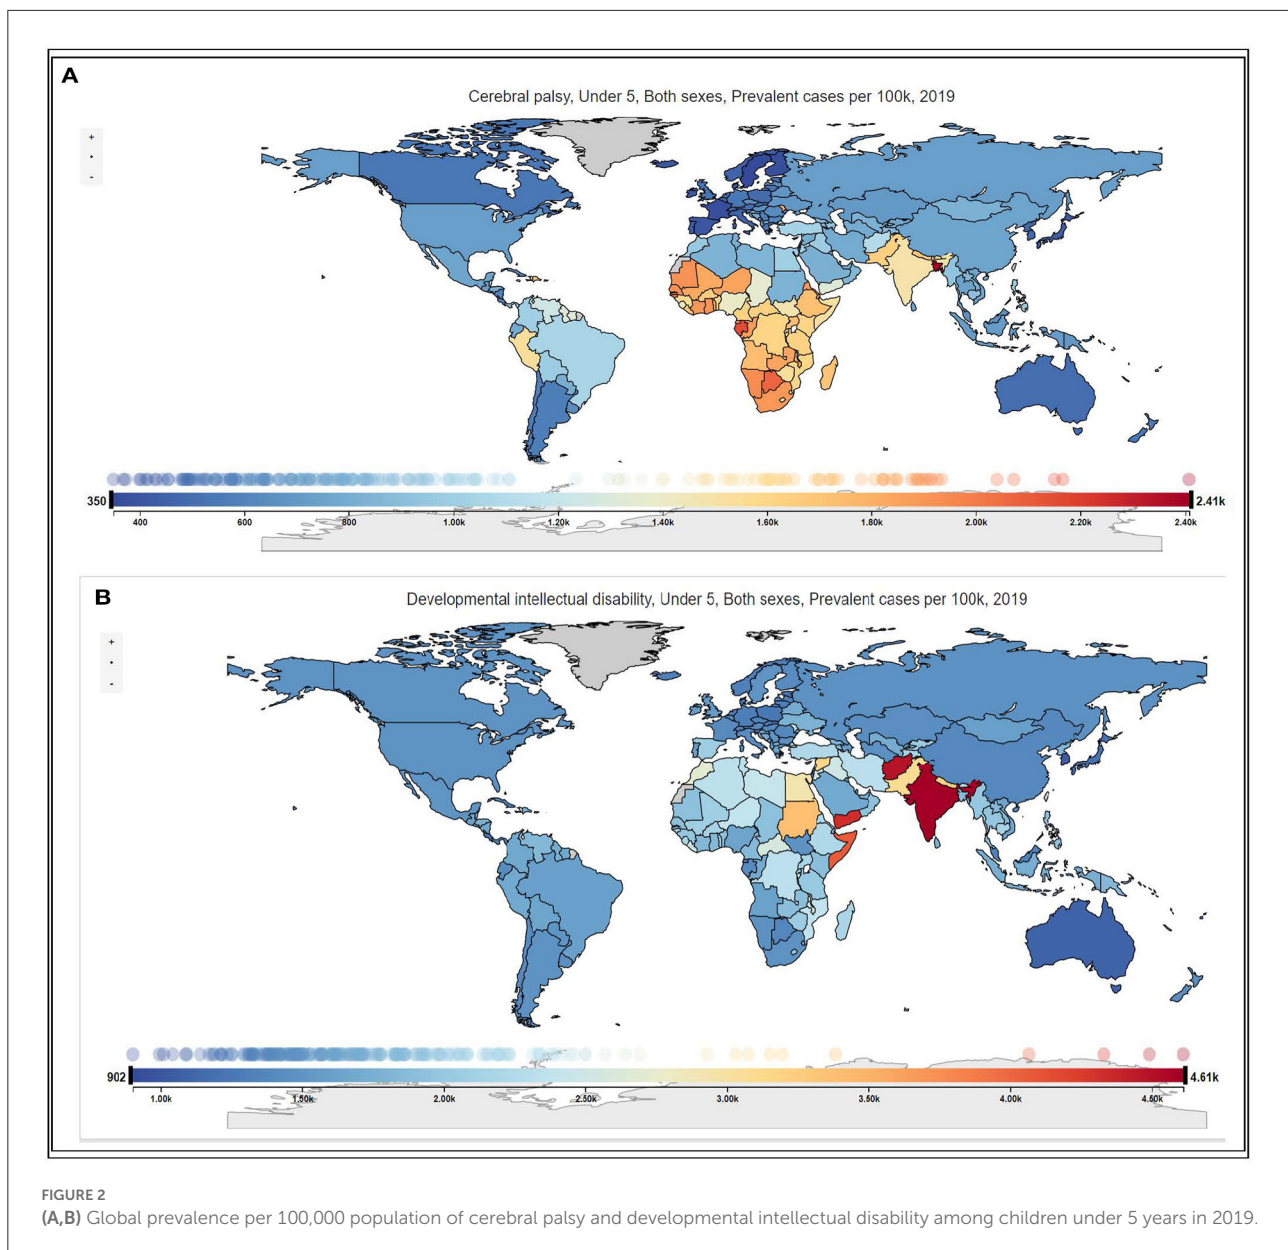 A
Cerebral palsy, Under 5, Both sexes, Prevalent cases per 100k, 2019
+
•
-
350
2.41k
400 600 800 1.00k 1.20k 1.40k 1.60k 1.80k 2.00k 2.20k 2.40k
B
Developmental intellectual disability, Under 5, Both sexes, Prevalent cases per 100k, 2019
+
•
-
902
4.61k
1.00k 1.50k 2.00k 2.50k 3.00k 3.50k 4.00k 4.50k
FIGURE 2
(A,B) Global prevalence per 100,000 population of cerebral palsy and developmental intellectual disability among children under 5 years in 2019.